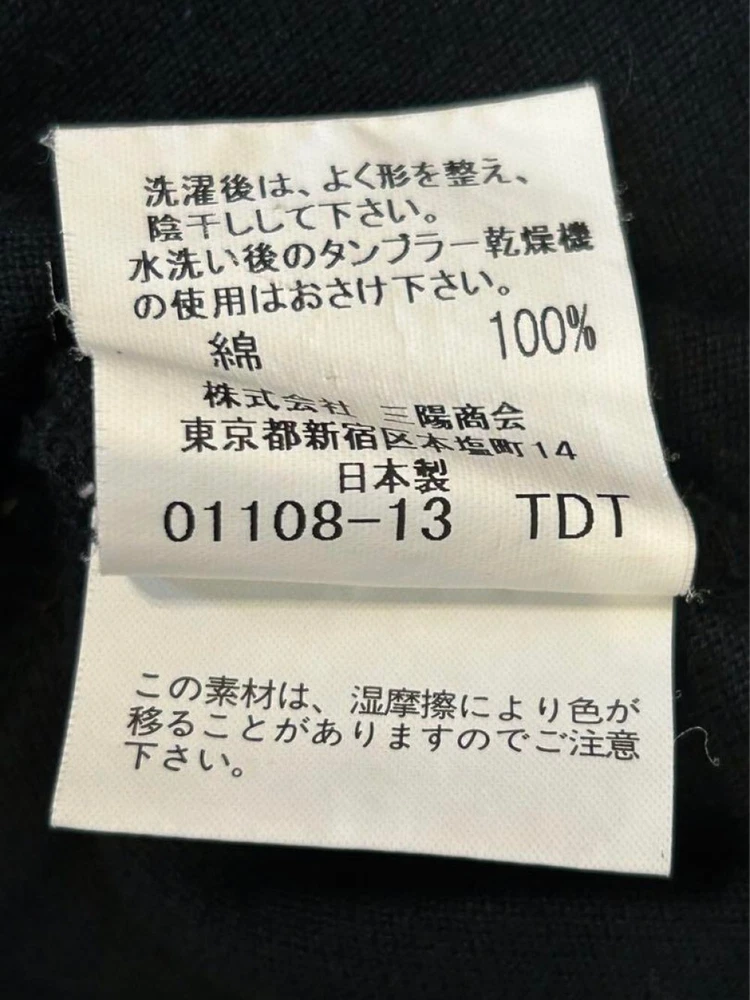 洗濯後は、よく形を整え、
陰干しして下さい。
水洗い後のタンブラー乾燥機
の使用はおさけ下さい。
綿 100%
株式会社 三陽商会
東京都新宿区本塩町14
日本製
01108-13 TDT
この素材は、湿摩擦により色が
移ることがありますのでご注意
下さい。